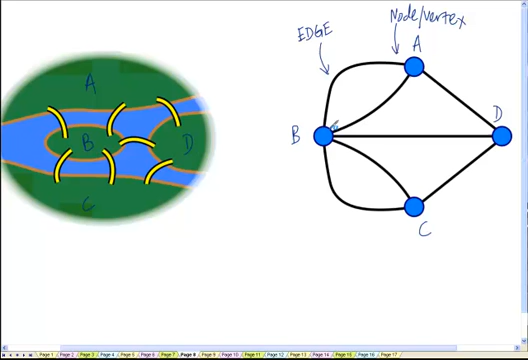 Node/vertex
EDGE
A
A
B
D
B
D
C
C
Page 1
Page 2
Page 3
Page 4
Page 5
Page 6
Page 7
Page 8
Page 9
Page 10
Page 11
Page 12
Page 13
Page 14
Page 15
Page 16
Page 17